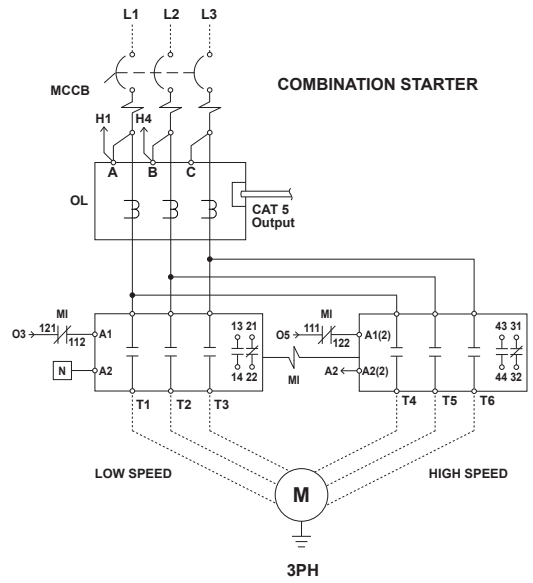 L1 L2 L3
COMBINATION STARTER
MCCB
H1 H4
A B C
OL
CAT 5
Output
MI MI
O3 121 112 A1 13 21 O5 111 122 A1(2) 43 31
N A2 14 22 MI A2 A2(2) 44 32
T1 T2 T3 T4 T5 T6
LOW SPEED HIGH SPEED
M
3PH